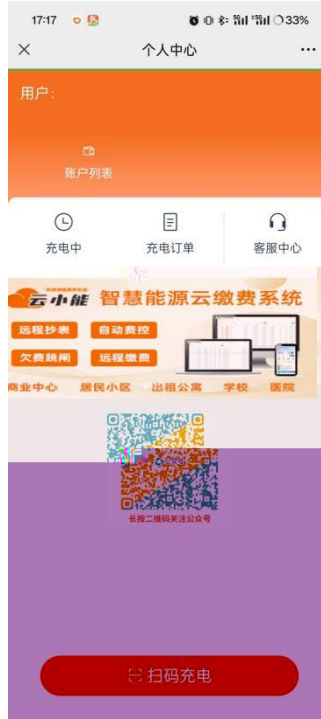 17:17
33%
个人中心
用户:
账户列表
充电中
充电订单
客服中心
云小能
智慧能源云缴费系统
远程抄表
自动费控
欠费跳闸
远程缴费
商业中心
居民小区
出租公寓
学校
医院
长按二维码关注公众号
扫码充电